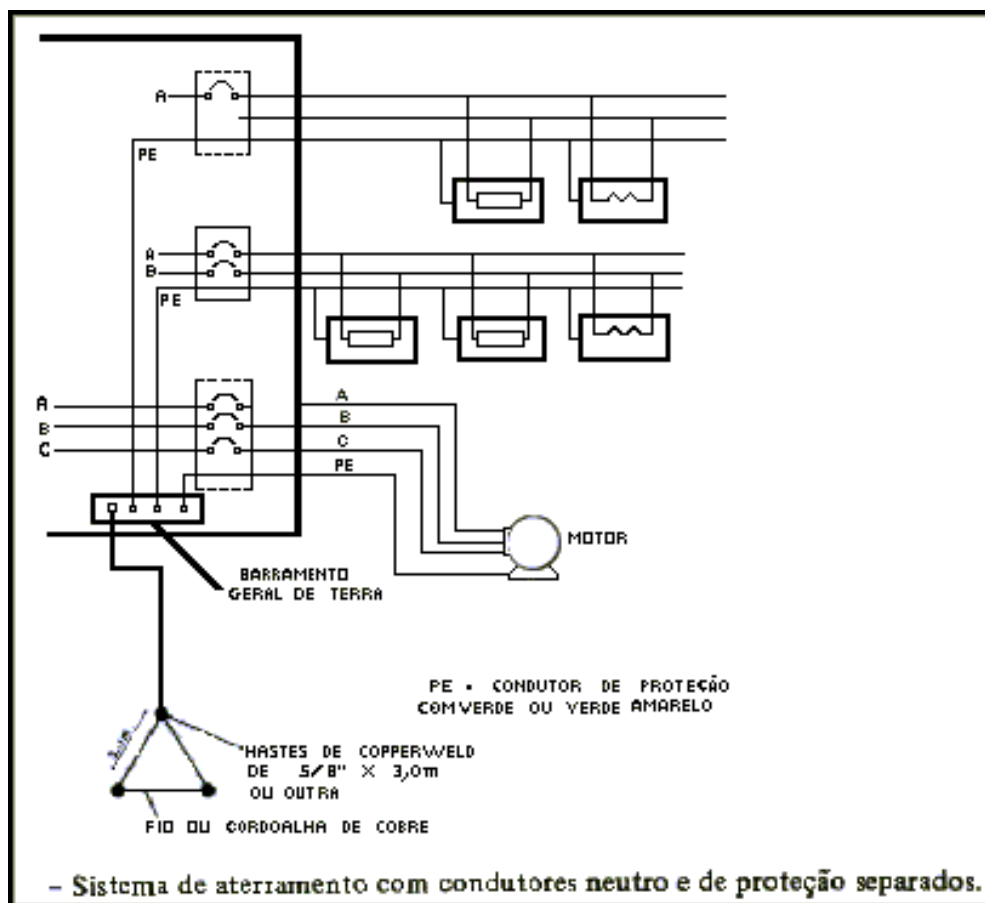 A
PE
A
B
PE
A
B
C
A
B
C
PE
MOTOR
BARRAMENTO
GERAL DE TERRA
PE - CONDUTOR DE PROTEÇÃO
COM VERDE OU VERDE AMARELO
3,0m
HASTES DE COPPERWELD
DE 5/8" X 3,0m
OU OUTRA
FIO OU CORDOALHA DE COBRE
- Sistema de aterramento com condutores neutro e de proteção separados.